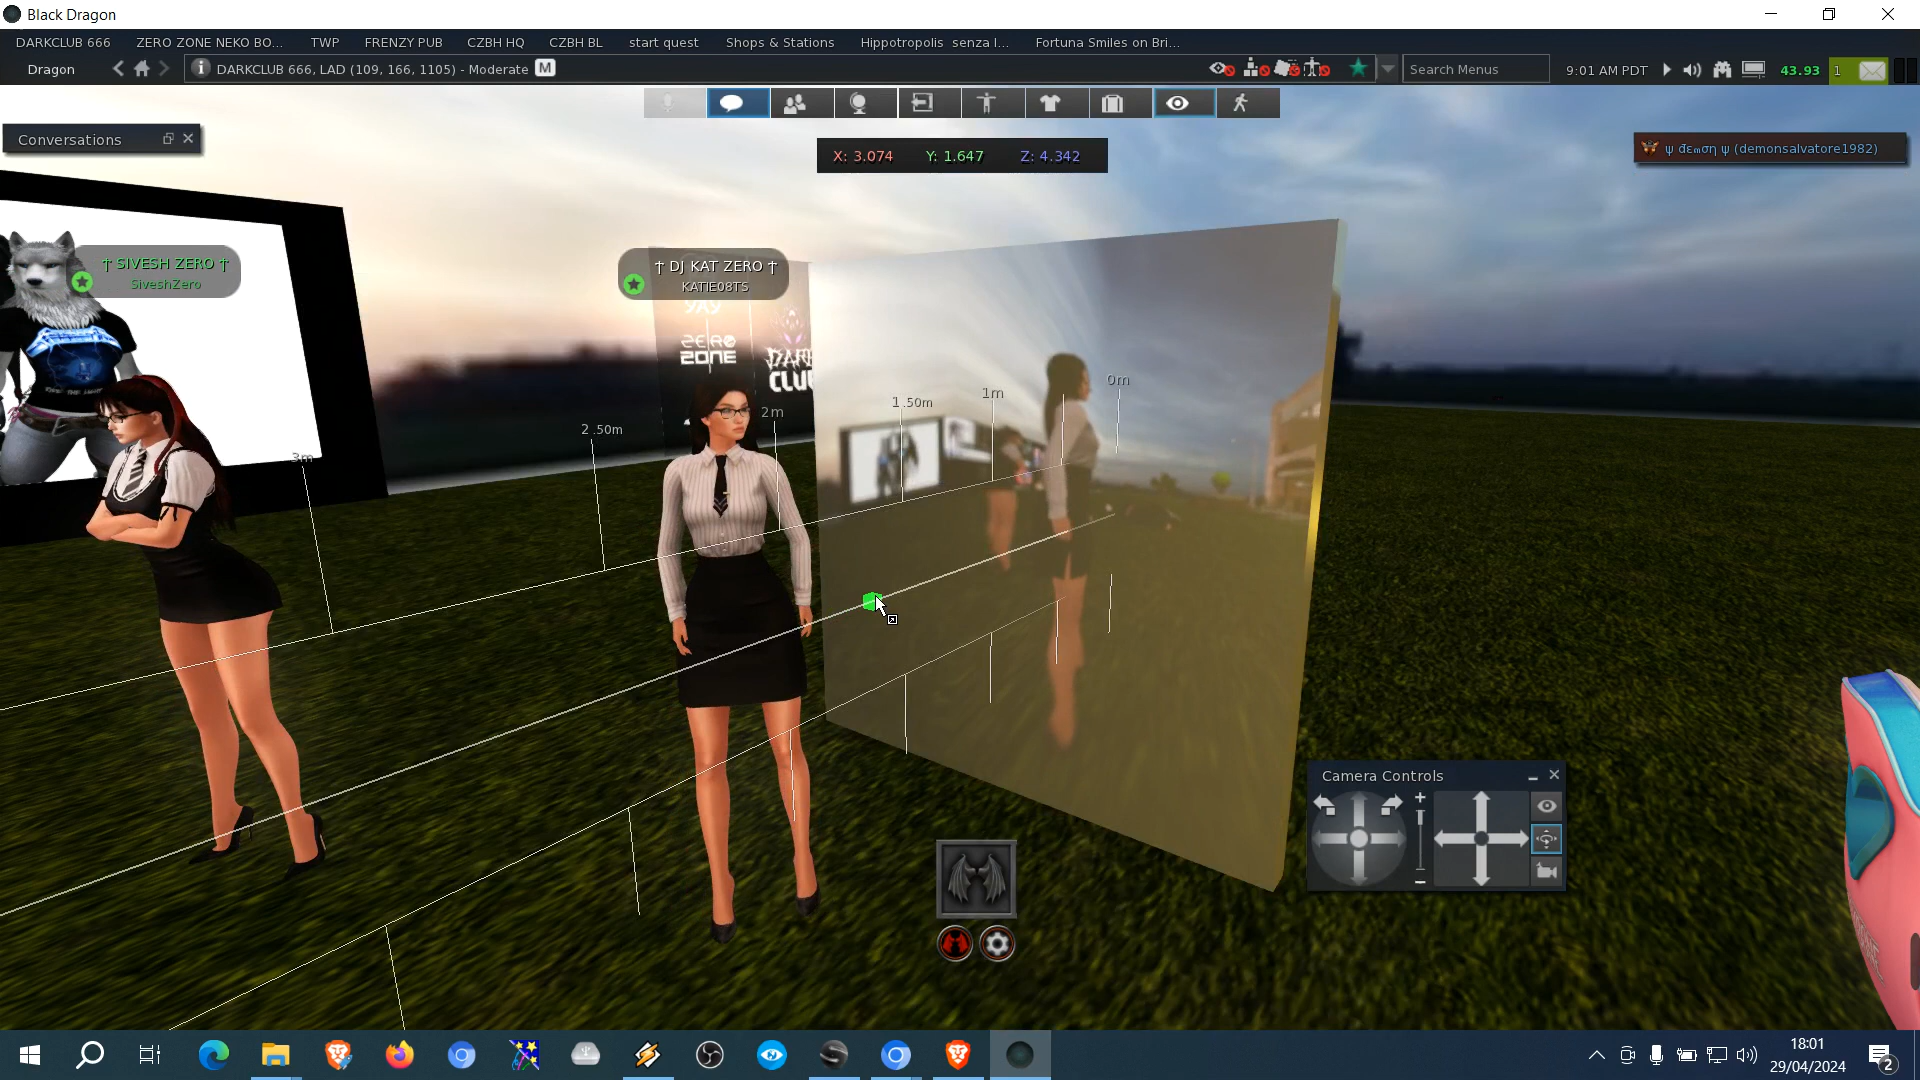 Black Dragon
DARKCLUB 666
ZERO ZONE NEKO BO...
TWP
FRENZY PUB
CZBH HQ
CZBH BL
start quest
Shops & Stations
Hippotropolis senza l...
Fortuna Smiles on Bri...
Dragon
DARKCLUB 666, LAD (109, 166, 1105) - Moderate
M
Search Menus
9:01 AM PDT
43.93
1
Conversations
X: 3.074
Y: 1.647
Z: 4.342
(demonsalvatore1982)
† SIVESH ZERO †
SiveshZero
† DJ KAT ZERO †
KATIE08TS
ZERO
ZONE
DARK
CLU
3m
2.50m
2m
1.50m
1m
0m
Camera Controls
18:01
29/04/2024
2